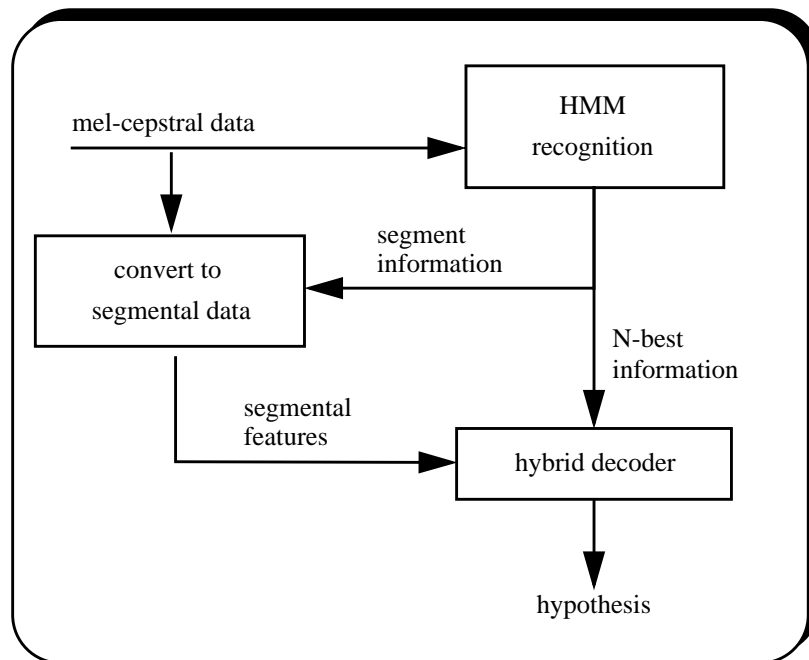 HMM
recognition
mel-cepstral data
segment
information
convert to
segmental data
N-best
information
segmental
features
hybrid decoder
hypothesis